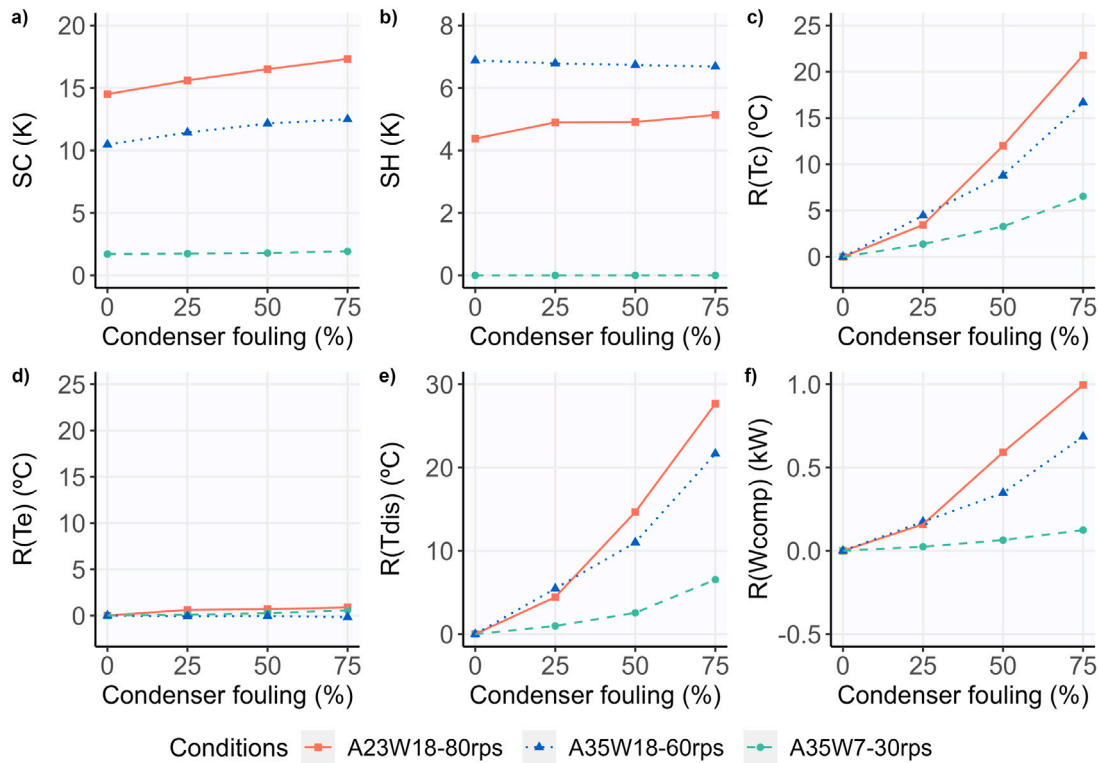 a)
20
15
10
5
0
SC (K)
0 25 50 75
Condenser fouling (%)
b)
8
6
4
2
0
SH (K)
0 25 50 75
Condenser fouling (%)
c)
25
20
15
10
5
0
R(Tc) (ºC)
0 25 50 75
Condenser fouling (%)
d)
25
20
15
10
5
0
R(Te) (ºC)
0 25 50 75
Condenser fouling (%)
e)
30
20
10
0
R(Tdis) (ºC)
0 25 50 75
Condenser fouling (%)
f)
1.0
0.5
0.0
-0.5
R(Wcomp) (kW)
0 25 50 75
Condenser fouling (%)
Conditions A23W18-80rps A35W18-60rps A35W7-30rps